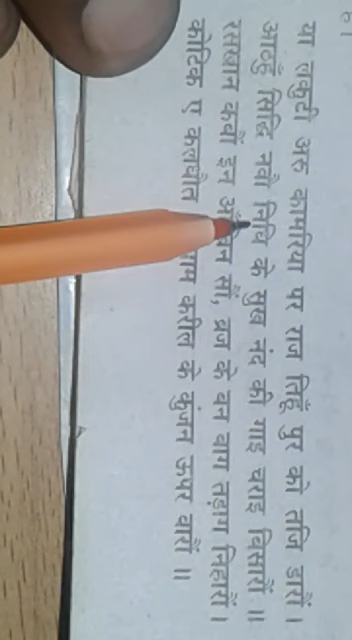 या लकुटी अरु कामरिया पर राज तिहूँ पुर को तजि डारौं।
आठहुँ सिद्धि नवो निधि के सुख नंद की गाइ चराइ बिसारौं॥
रसखान कबौं इन सौं, ब्रज के बन बाग तड़ाग निहारौं।
कोटिक ए कलधौत करील के कुंजन ऊपर वारौं॥